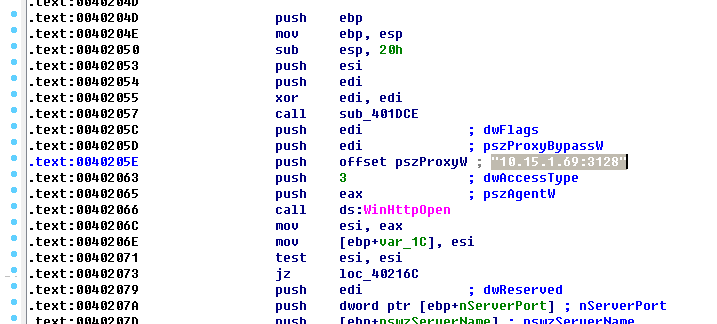 .text:0040204D
.text:0040204D push ebp
.text:0040204E mov ebp, esp
.text:00402050 sub esp, 20h
.text:00402053 push esi
.text:00402054 push edi
.text:00402055 xor edi, edi
.text:00402057 call sub_401DCE
.text:0040205C push edi ; dwFlags
.text:0040205D push edi ; pszProxyBypassW
.text:0040205E push offset pszProxyW ; "10.15.1.69:3128"
.text:00402063 push 3 ; dwAccessType
.text:00402065 push eax ; pszAgentW
.text:00402066 call ds:WinHttpOpen
.text:0040206C mov esi, eax
.text:0040206E mov [ebp+var_1C], esi
.text:00402071 test esi, esi
.text:00402073 jz loc_40216C
.text:00402079 push edi ; dwReserved
.text:0040207A push dword ptr [ebp+nServerPort] ; nServerPort
.text:0040207D push [ebp+pswzServerName] ; pswzServerName